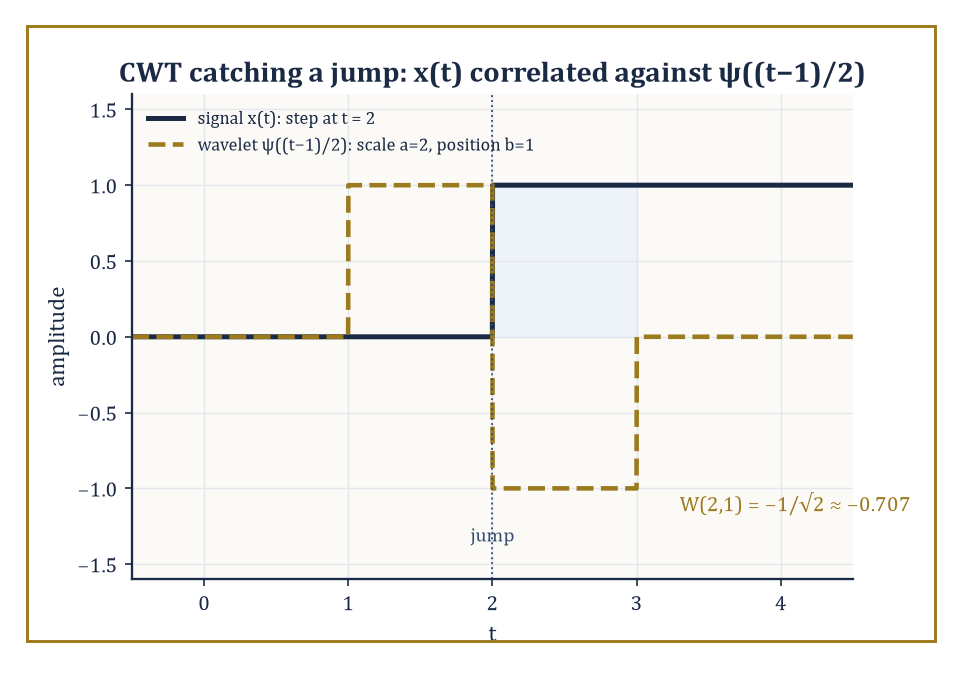 CWT catching a jump: x(t) correlated against ψ((t−1)/2)
signal x(t): step at t = 2
wavelet ψ((t−1)/2): scale a=2, position b=1
1.5
1.0
0.5
0.0
−0.5
−1.0
−1.5
amplitude
W(2,1) = −1/√2 ≈ −0.707
jump
0 1 2 3 4
t